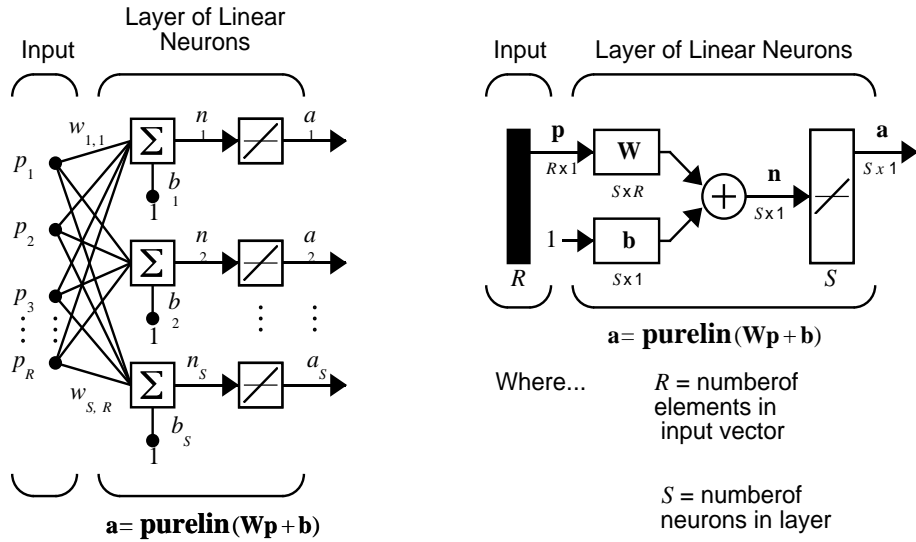 Layer of Linear
Neurons
Input
w1,1
p1
p2
p3
pR
wS, R
Σ
n1
a1
b1
1
Σ
n2
a2
b2
1
Σ
nS
aS
bS
1
a= purelin(Wp + b)
Input
Layer of Linear Neurons
p
R x 1
W
S x R
1
b
S x 1
+
n
S x 1
a
S x 1
R
S
a= purelin(Wp + b)
Where...
R = numberof
elements in
input vector
S = numberof
neurons in layer